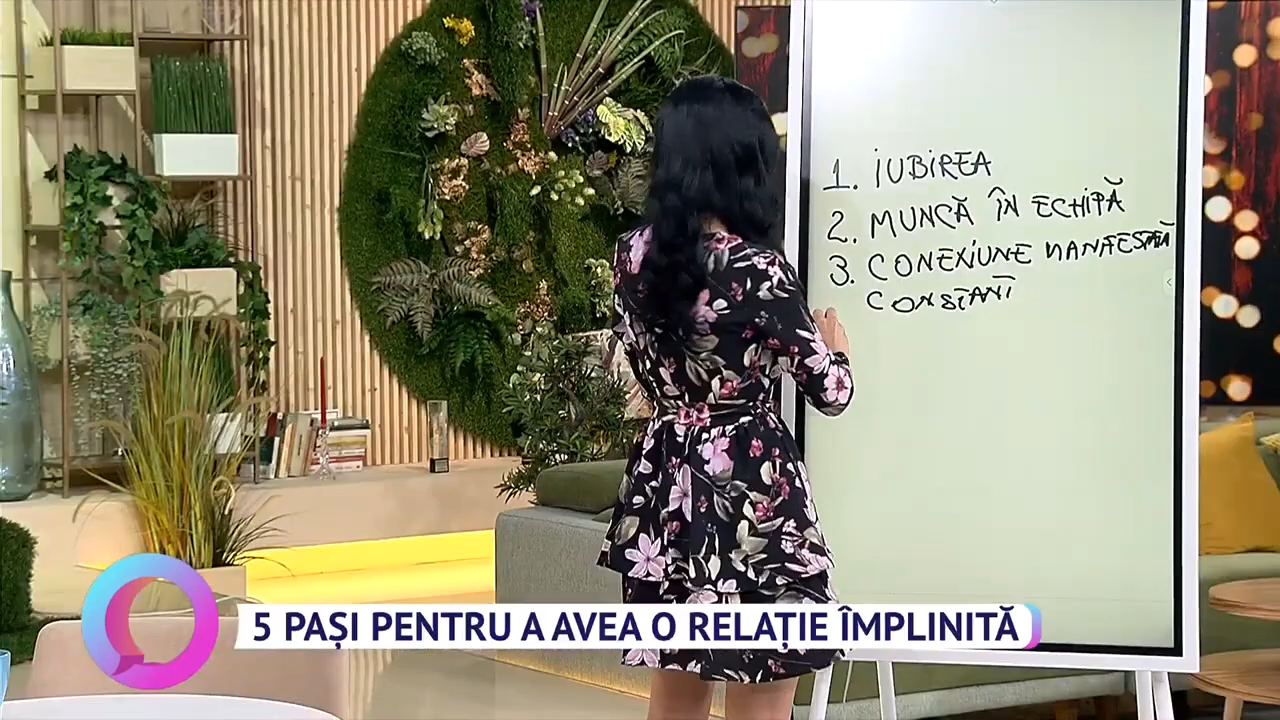 1. IUBIREA
2. MUNCĂ ÎN ECHIPĂ
3. CONEXIUNE MANIFESTATĂ
CONSTANT
5 PAȘI PENTRU A AVEA O RELAȚIE ÎMPLINITĂ